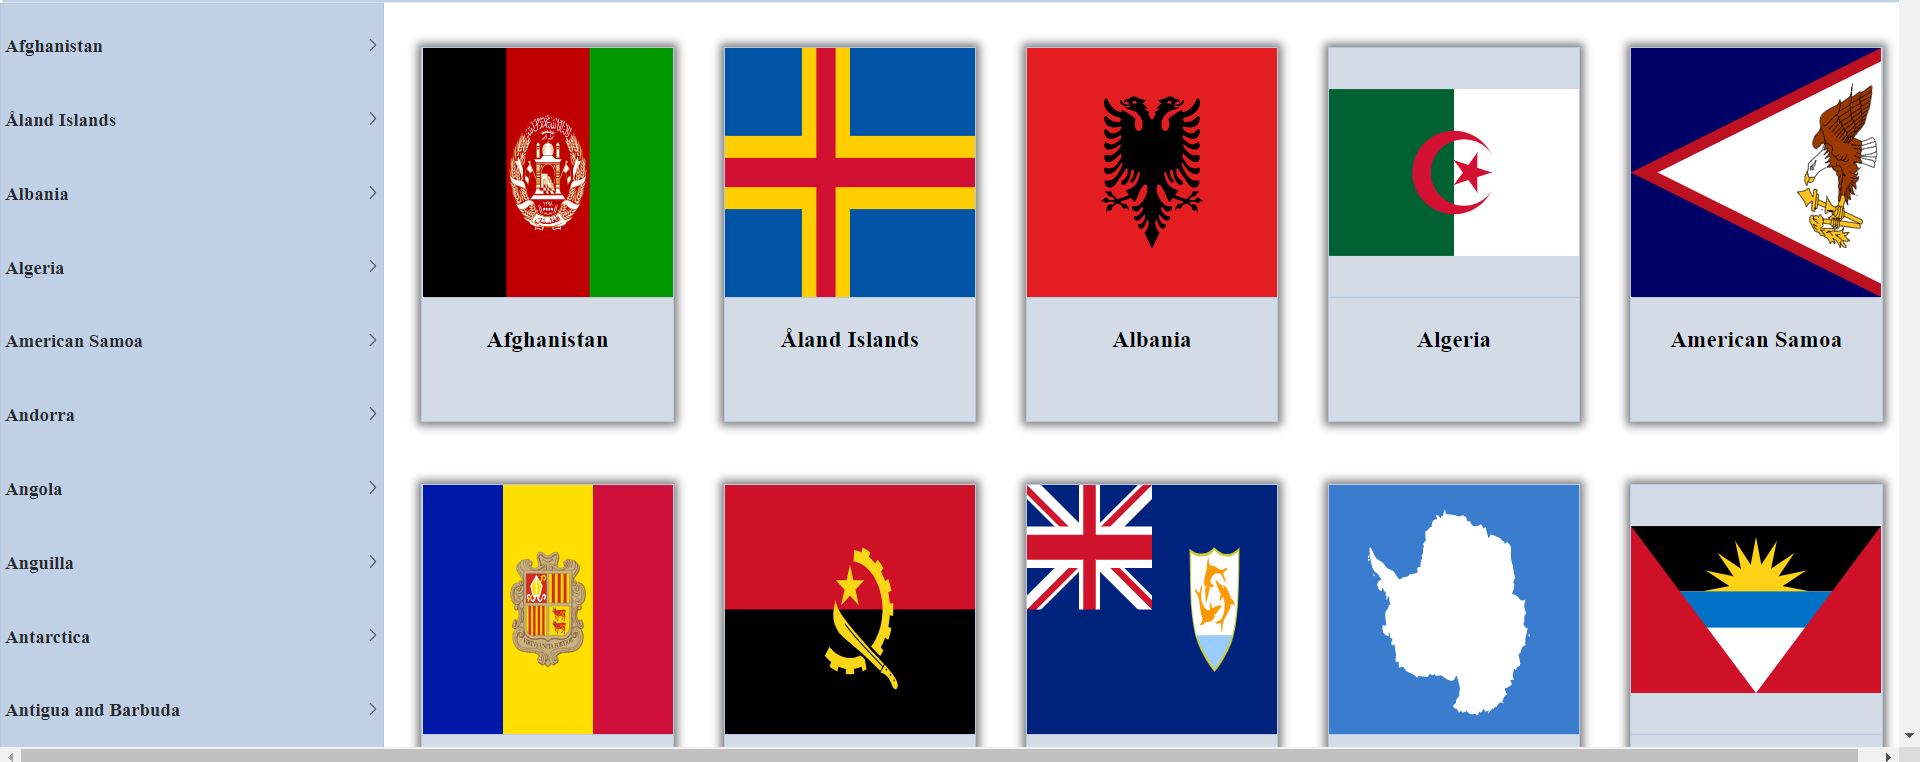 Afghanistan
Åland Islands
Albania
Algeria
American Samoa
Andorra
Angola
Anguilla
Antarctica
Antigua and Barbuda
Afghanistan
Åland Islands
Albania
Algeria
American Samoa